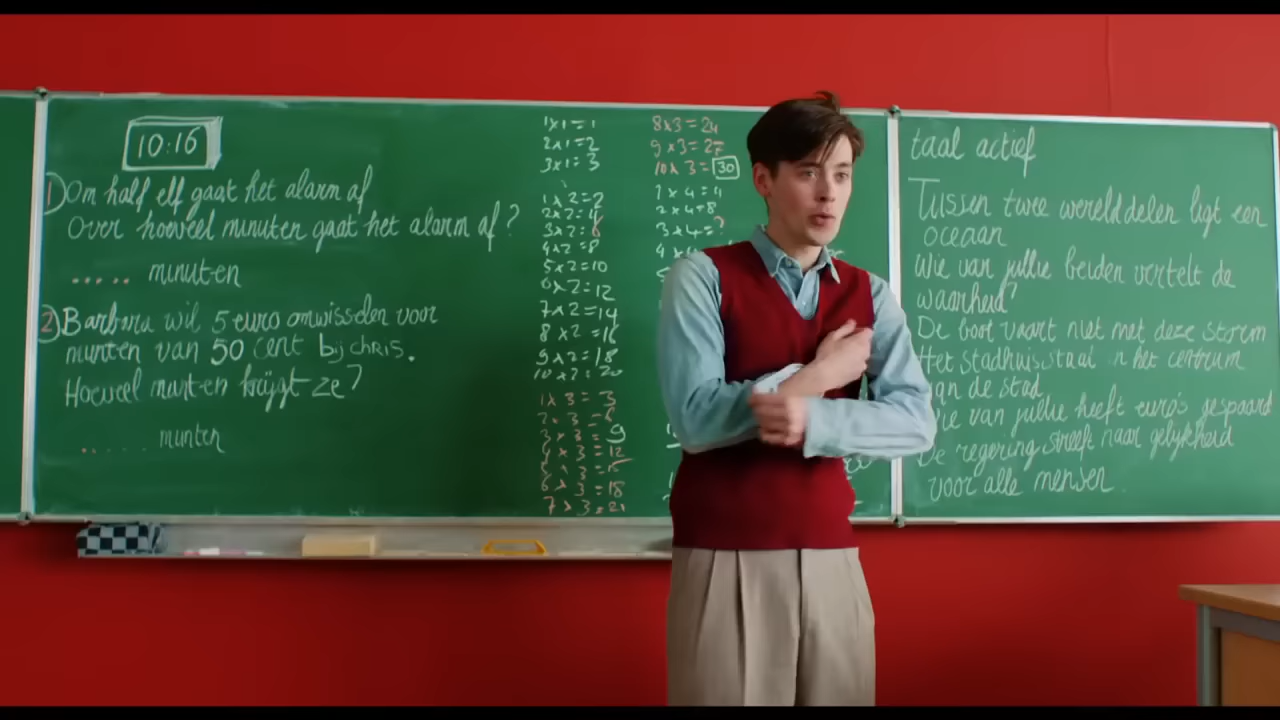 10:16
1) Om half elf gaat het alarm af
Over hoeveel minuten gaat het alarm af?
..... minuten
2) Barbara wil 5 euro omwisselen voor
munten van 50 cent bij chris.
Hoeveel munten krijgt ze?
..... munten
1x1=1
2x1=2
3x1=3
1x2=2
2x2=4
3x2=6
4x2=8
5x2=10
6x2=12
7x2=14
8x2=16
9x2=18
10x2=20
1x3=3
2x3=6
3x3=9
4x3=12
5x3=15
6x3=18
7x3=21
8x3=24
9x3=27
10x3=30
1x4=4
2x4=8
3x4=?
4x4
taal actief
Tussen twee werelddelen ligt een
oceaan
Wie van jullie beiden vertelt de
waarheid?
De boot vaart niet met deze storm
Het stadhuis staat in het centrum
van de stad
Wie van jullie heeft euro's gespaard
De regering streeft naar gelijkheid
voor alle mensen.